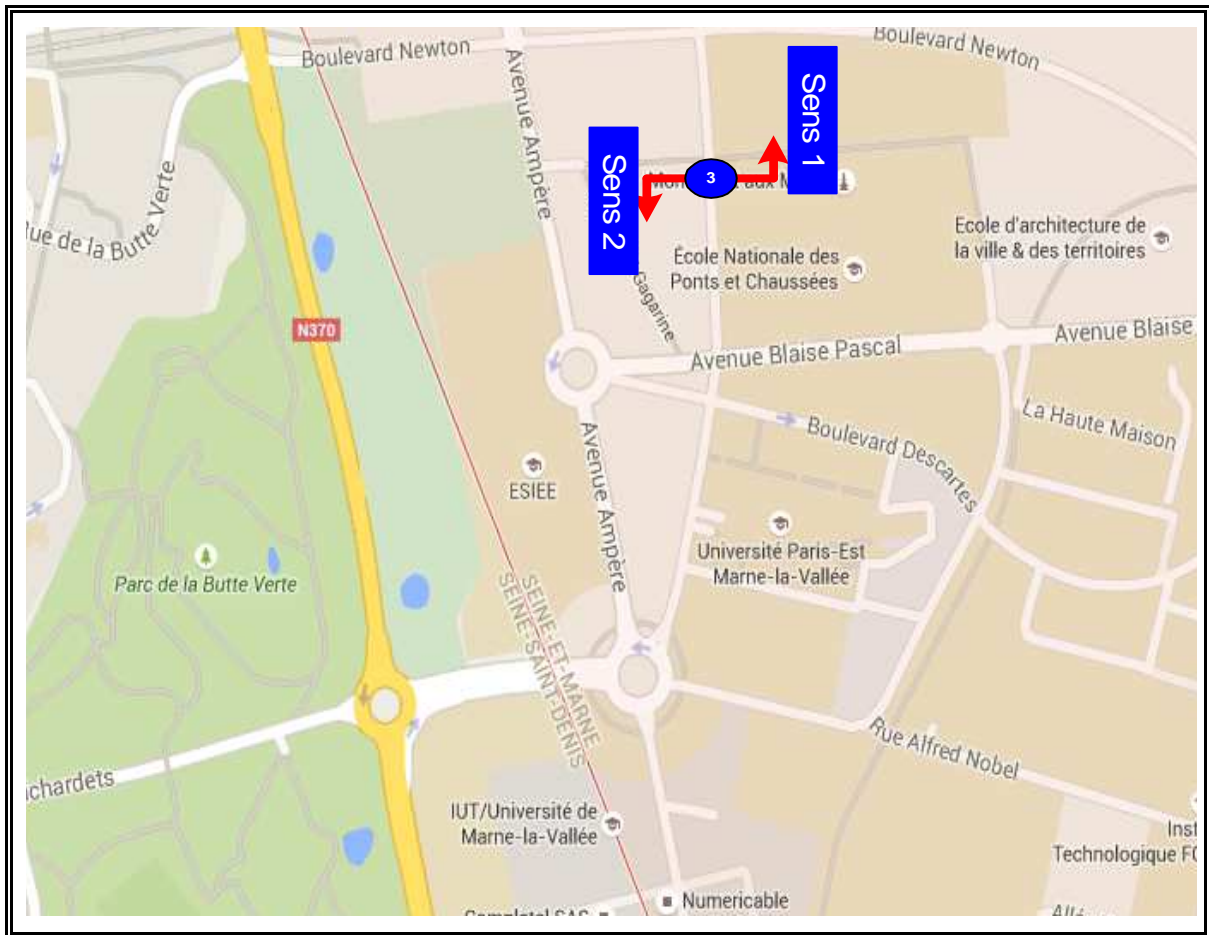 Boulevard Newton
Boulevard Newton
Avenue Ampère
Sens 1
Sens 2
3
Rue de la Butte Verte
Ecole d'architecture de
la ville & des territoires
École Nationale des
Ponts et Chaussées
Gagarine
N370
Avenue Blaise Pascal
Avenue Blaise
La Haute Maison
Boulevard Descartes
Avenue Ampère
ESIEE
Université Paris-Est
Marne-la-Vallée
Parc de la Butte Verte
SEINE-ET-MARNE
SEINE-SAINT-DENIS
Rue Alfred Nobel
chardets
IUT/Université de
Marne-la-Vallée
Inst
Technologique
Numericable